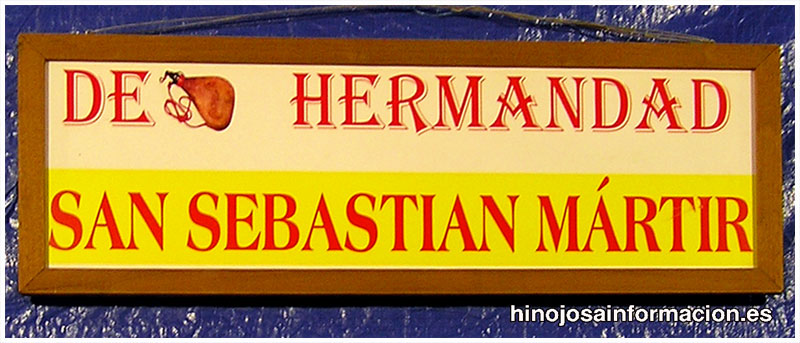 DE HERMANDAD
SAN SEBASTIAN MÁRTIR
hinojosainformacion.es